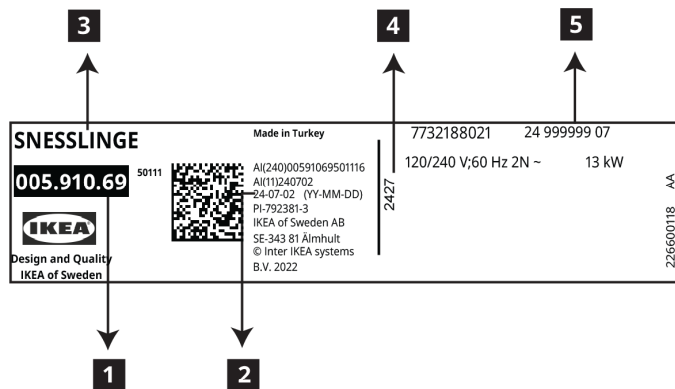 3
4
5
SNESSLINGE
005.910.69
50111
IKEA
Design and Quality
IKEA of Sweden
Made in Turkey
AI(240)00591069501116
AI(11)240702
24-07-02 (YY-MM-DD)
PI-792381-3
IKEA of Sweden AB
SE-343 81 Älmhult
© Inter IKEA systems
B.V. 2022
2427
7732188021 24 999999 07
120/240 V;60 Hz 2N ~ 13 kW
226600118 AA
1
2